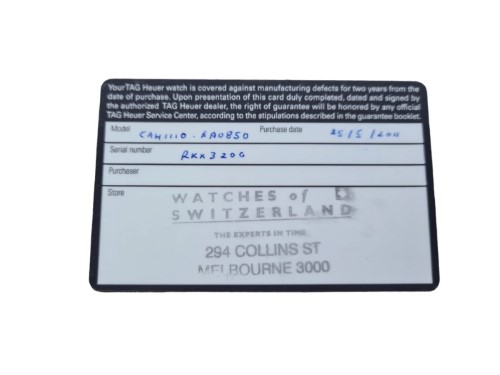 Your TAG Heuer watch is covered against manufacturing defects for two years from the
date of purchase. Upon presentation of this card duly completed, dated and signed by
the authorized TAG Heuer dealer, the right of guarantee will be honored by any official
TAG Heuer Service Center, according to the stipulations described in the guarantee booklet.
Model CAH1110.BA0850 Purchase date 25/5/
Serial number RKK3206
Purchaser
Store
WATCHES of
SWITZERLAND
THE EXPERTS IN TIME
294 COLLINS ST
MELBOURNE 3000